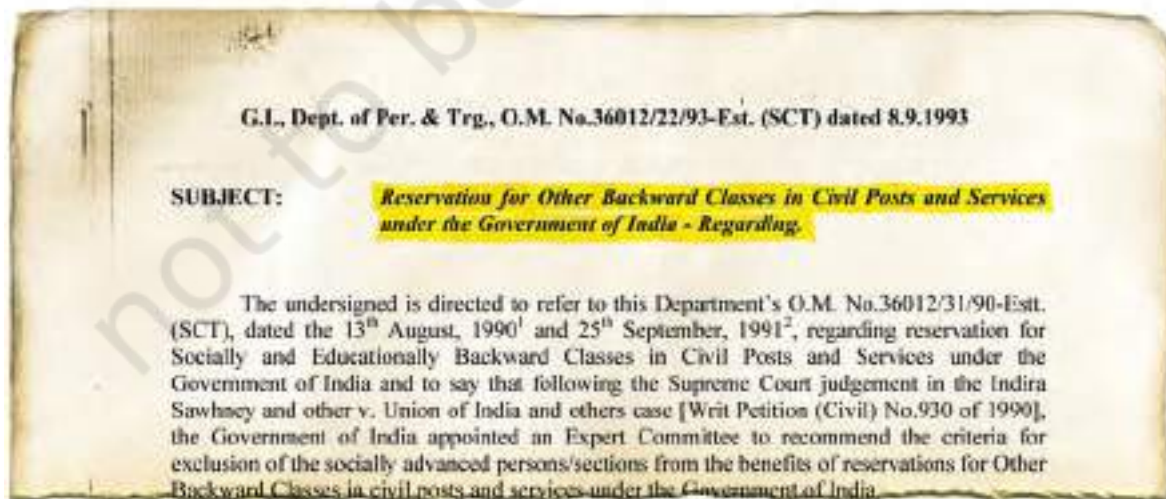 not to b
G.I., Dept. of Per. & Trg., O.M. No.36012/22/93-Est. (SCT) dated 8.9.1993
SUBJECT: Reservation for Other Backward Classes in Civil Posts and Services
under the Government of India - Regarding.
The undersigned is directed to refer to this Department's O.M. No.36012/31/90-Estt.
(SCT), dated the 13th August, 1990¹ and 25th September, 1991², regarding reservation for
Socially and Educationally Backward Classes in Civil Posts and Services under the
Government of India and to say that following the Supreme Court judgement in the Indira
Sawhney and other v. Union of India and others case [Writ Petition (Civil) No.930 of 1990],
the Government of India appointed an Expert Committee to recommend the criteria for
exclusion of the socially advanced persons/sections from the benefits of reservations for Other
Backward Classes in civil posts and services under the Government of India